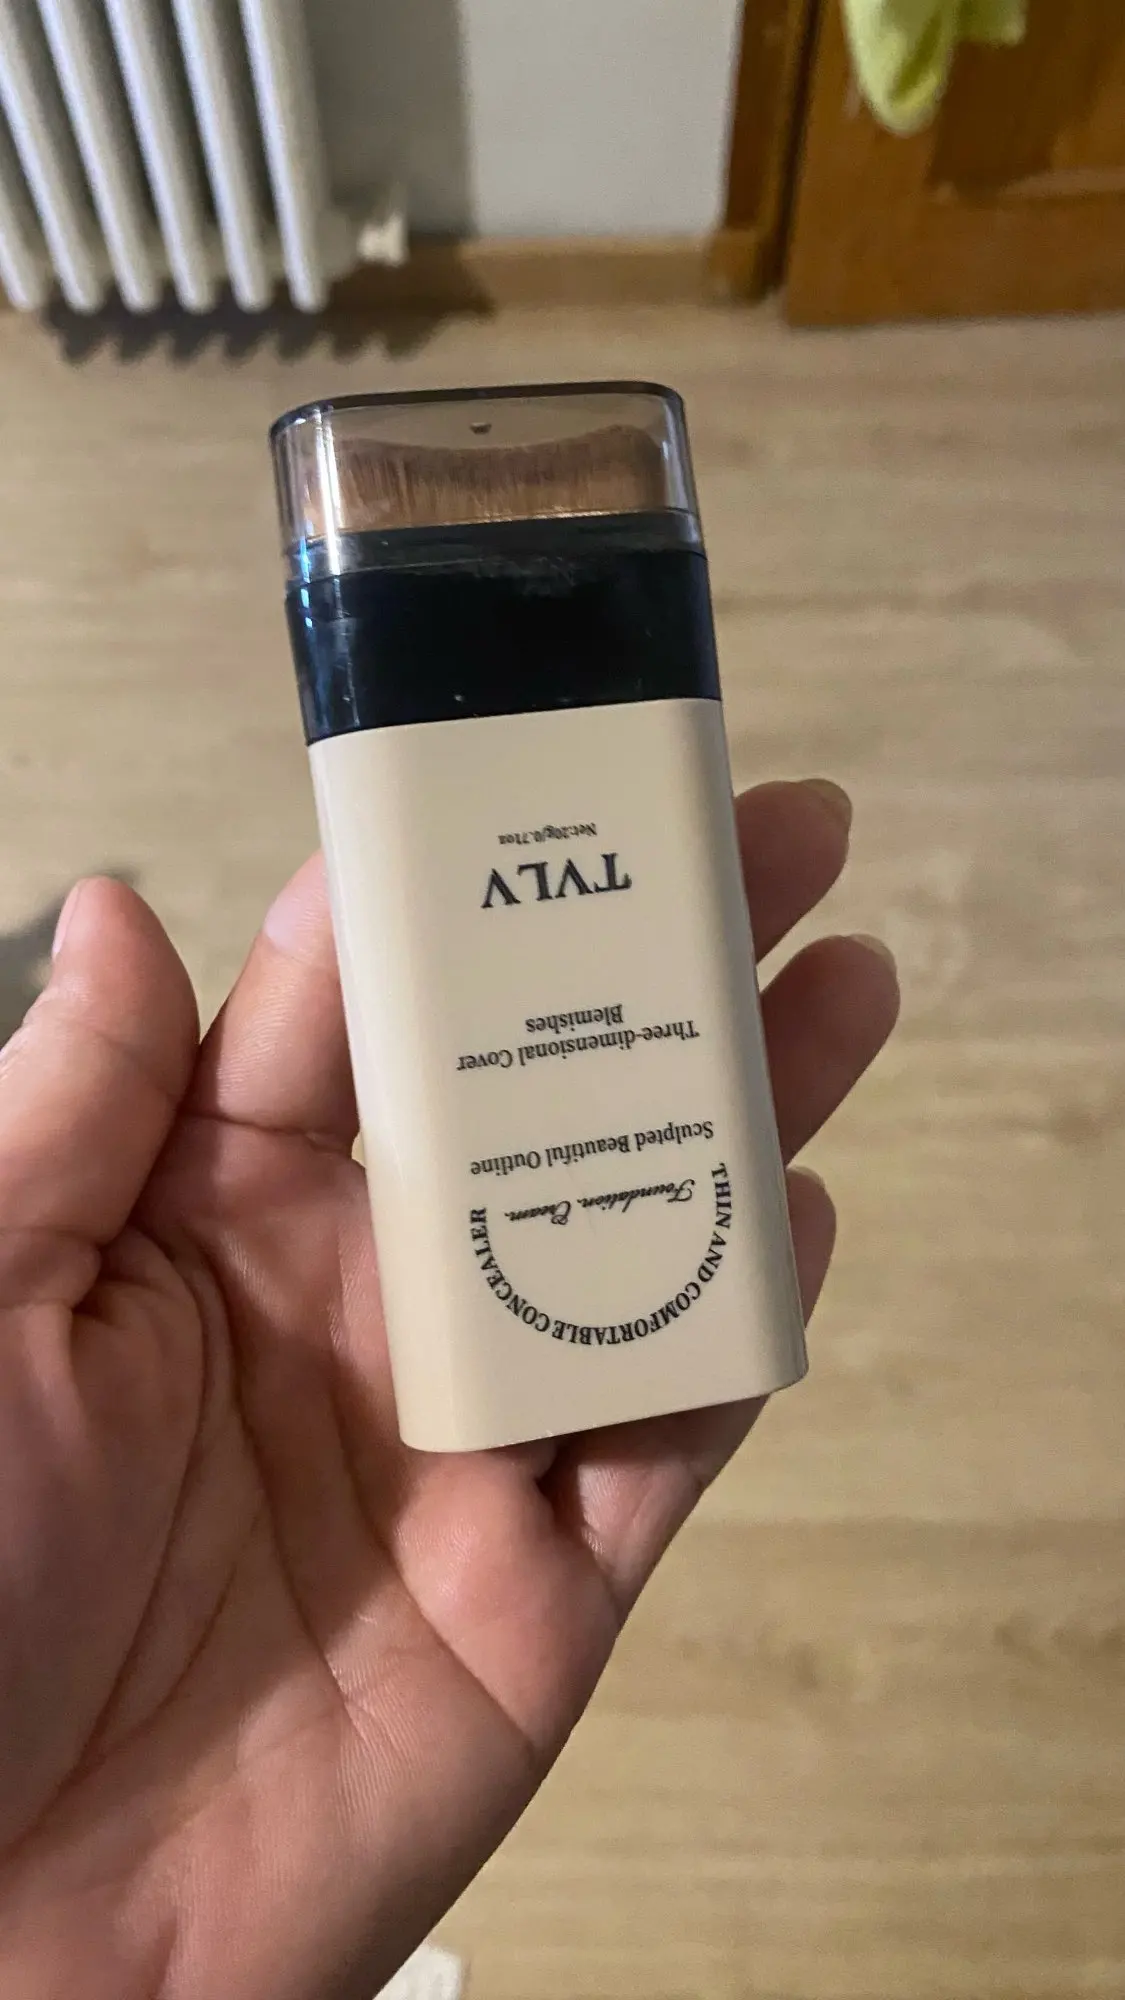 THIN AND COMFORTABLE CONCEALER
Foundation. Cream.
Sculpted Beautiful Outline
Three-dimensional Cover
Blemishes
TVLV
Net:20g/0.71oz